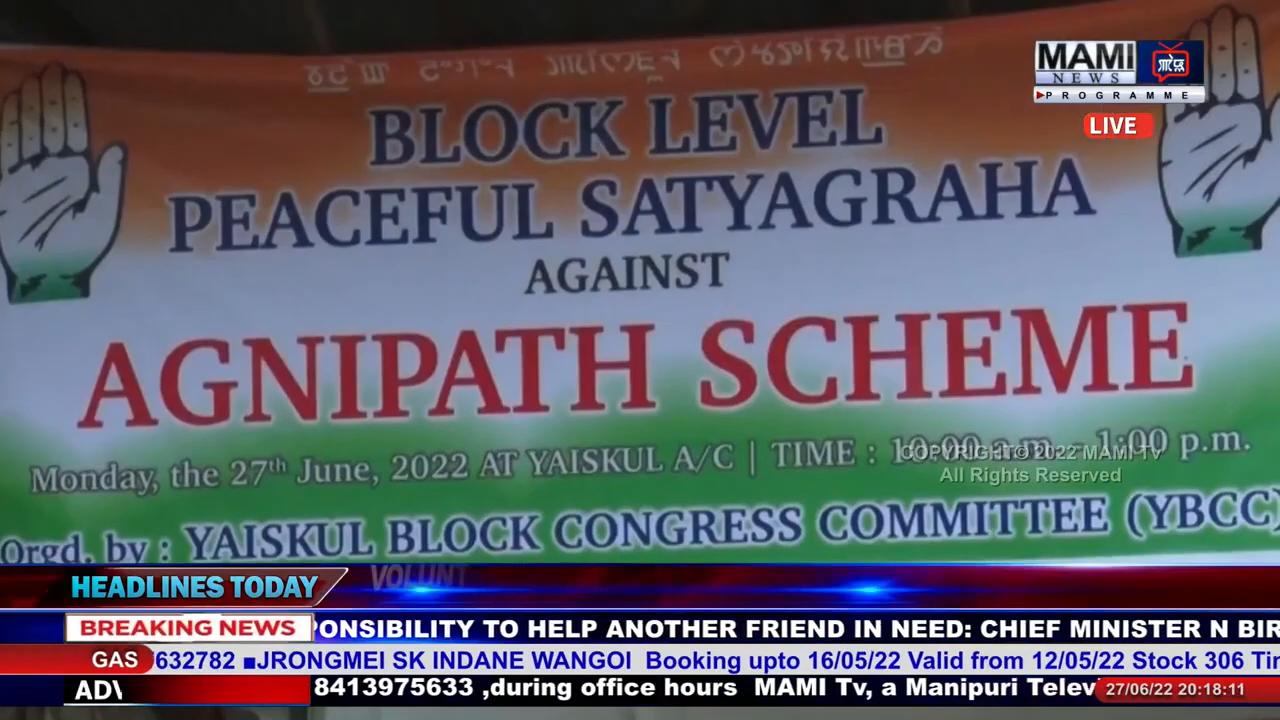 BLOCK LEVEL
PEACEFUL SATYAGRAHA
AGAINST
AGNIPATH SCHEME
Monday, the 27th June, 2022 AT YAISKUL A/C | TIME : 10:00 a.m. - 1:00 p.m.
Orgd. by : YAISKUL BLOCK CONGRESS COMMITTEE (YBCC)
MAMI
NEWS
PROGRAMME
LIVE
COPYRIGHT© 2022 MAMI TV
All Rights Reserved
HEADLINES TODAY
BREAKING NEWS PONSIBILITY TO HELP ANOTHER FRIEND IN NEED: CHIEF MINISTER N BIR
GAS 632782 ■JRONGMEI SK INDANE WANGOI Booking upto 16/05/22 Valid from 12/05/22 Stock 306 Tim
8413975633 ,during office hours MAMI Tv, a Manipuri Telev
27/06/22 20:18:11